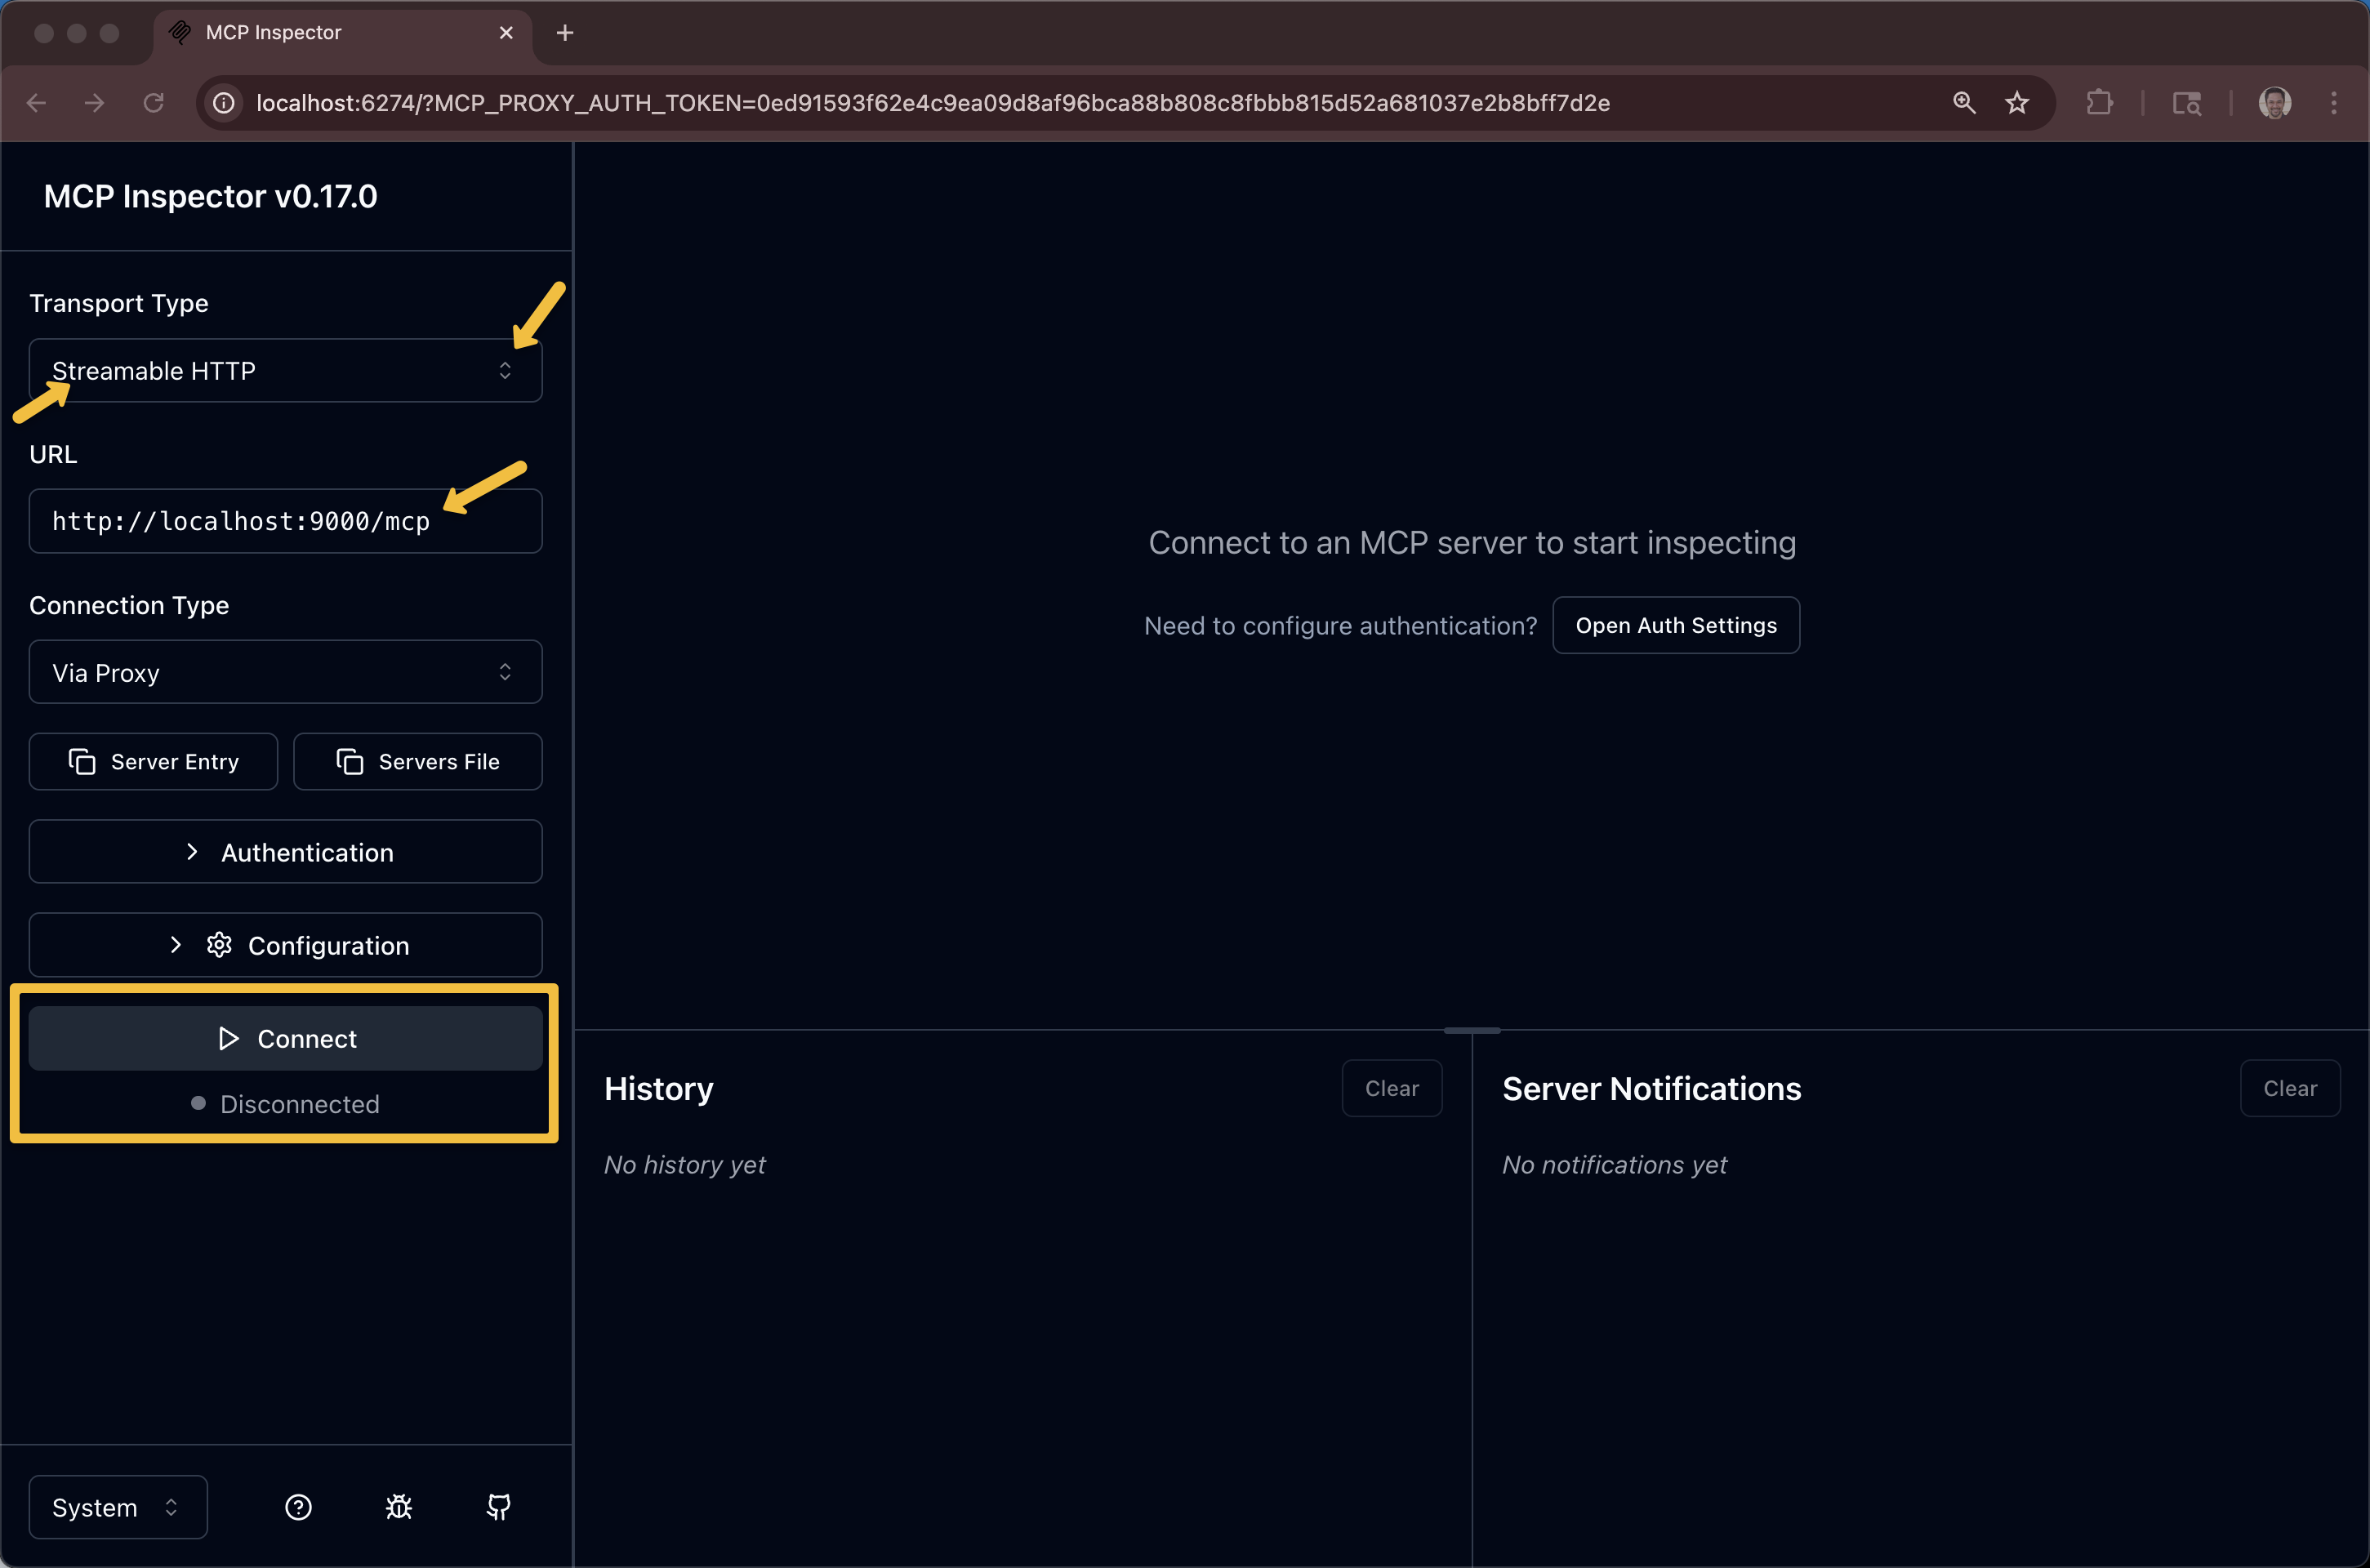 MCP Inspector
localhost:6274/?MCP_PROXY_AUTH_TOKEN=0ed91593f62e4c9ea09d8af96bca88b808c8fbbb815d52a681037e2b8bff7d2e
MCP Inspector v0.17.0
Transport Type
Streamable HTTP
URL
http://localhost:9000/mcp
Connection Type
Via Proxy
Server Entry
Servers File
Authentication
Configuration
Connect
Disconnected
System
Connect to an MCP server to start inspecting
Need to configure authentication?
Open Auth Settings
History
Clear
No history yet
Server Notifications
Clear
No notifications yet